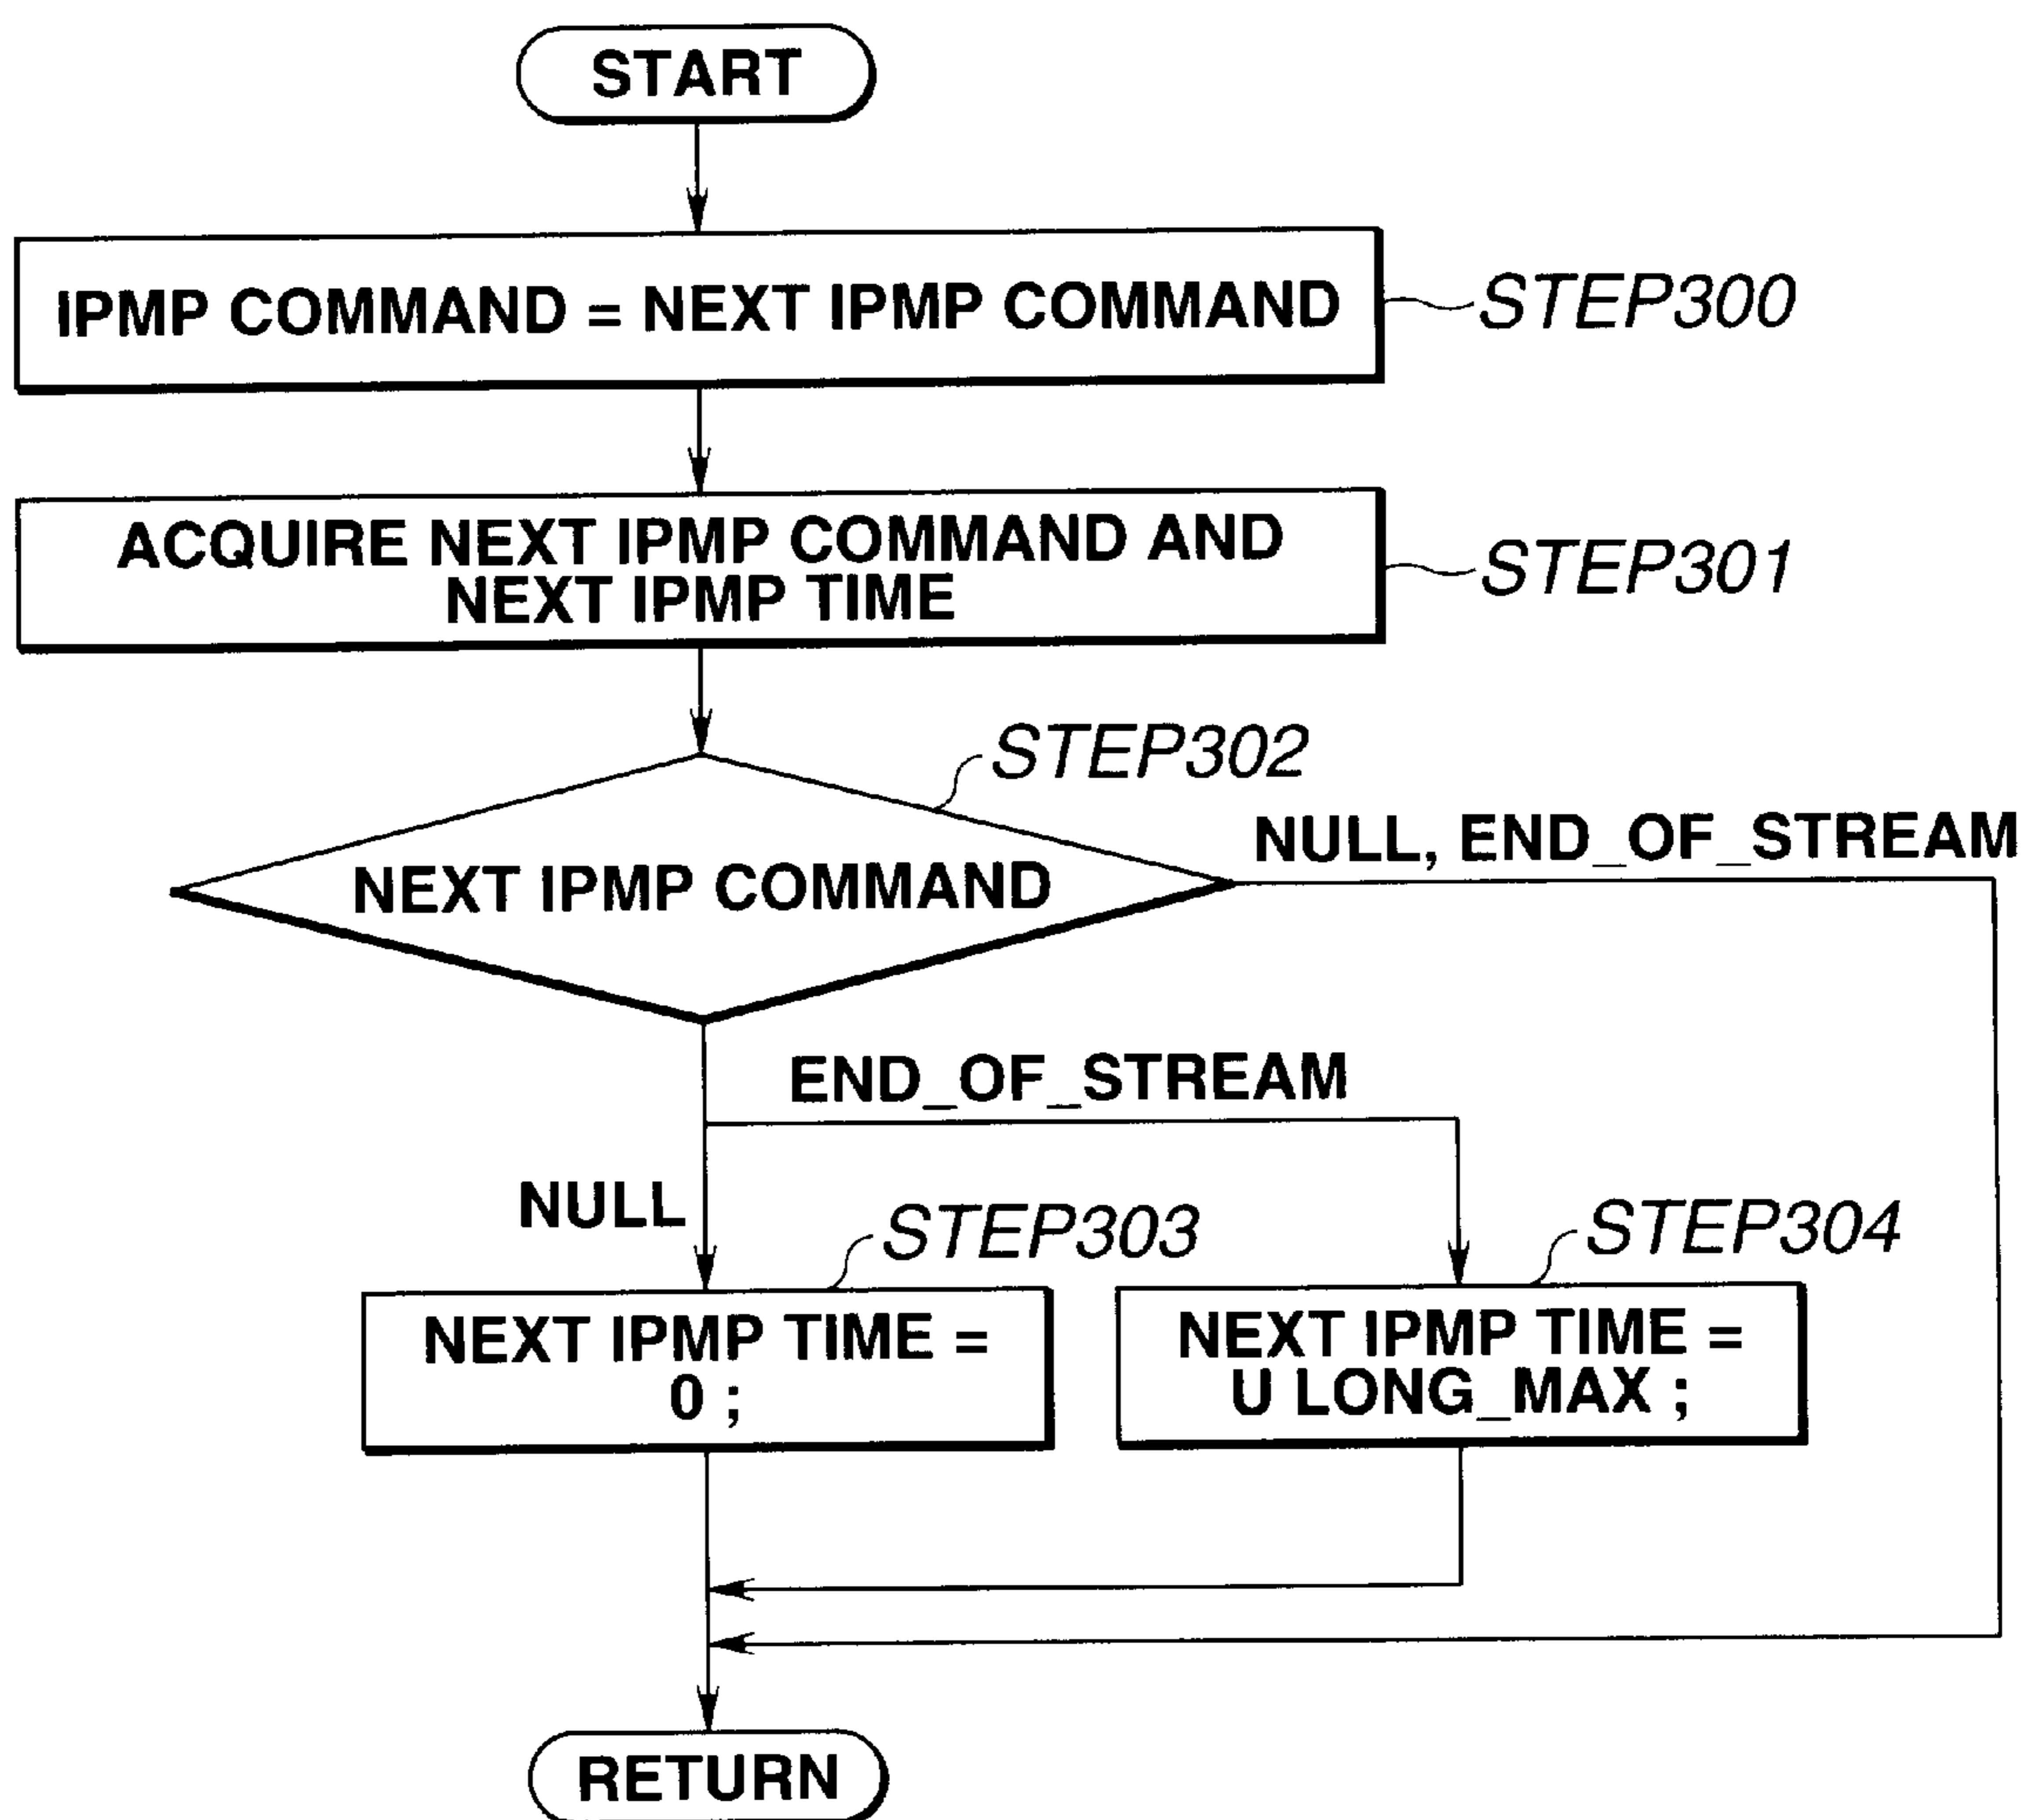 START
IPMP COMMAND = NEXT IPMP COMMAND
STEP300
ACQUIRE NEXT IPMP COMMAND AND
NEXT IPMP TIME
STEP301
STEP302
NEXT IPMP COMMAND
NULL, END_OF_STREAM
END_OF_STREAM
NULL
STEP303
STEP304
NEXT IPMP TIME =
0 ;
NEXT IPMP TIME =
U LONG_MAX ;
RETURN